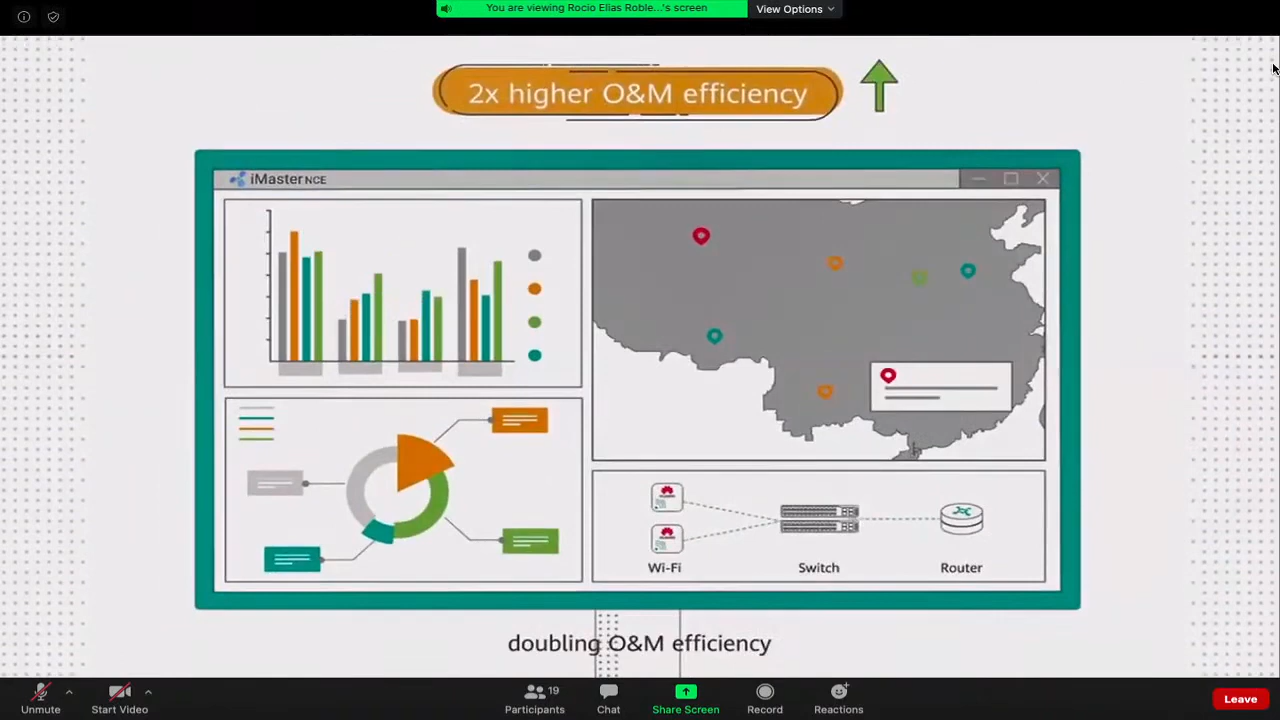 You are viewing Rocio Elias Roble...'s screen
View Options
2x higher O&M efficiency
iMaster NCE
Wi-Fi
Switch
Router
doubling O&M efficiency
Unmute
Start Video
19
Participants
Chat
Share Screen
Record
Reactions
Leave